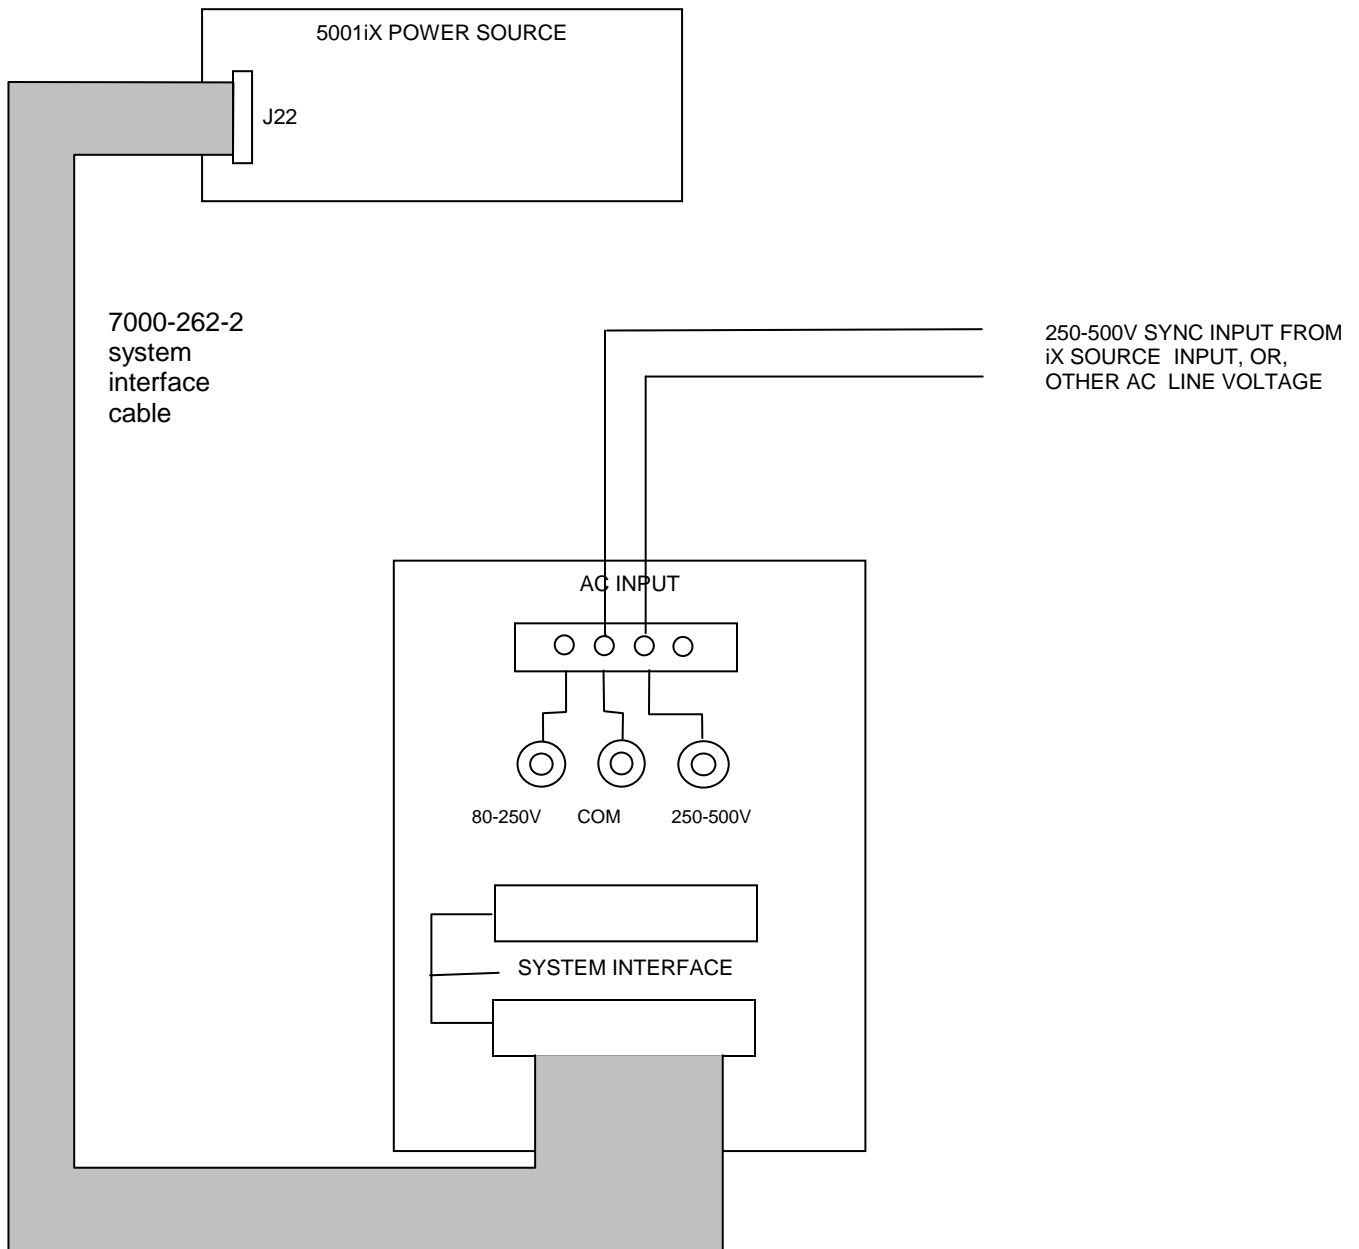 5001iX POWER SOURCE
J22
7000-262-2
system
interface
cable
250-500V SYNC INPUT FROM
iX SOURCE INPUT, OR,
OTHER AC LINE VOLTAGE
AC INPUT
80-250V COM 250-500V
SYSTEM INTERFACE